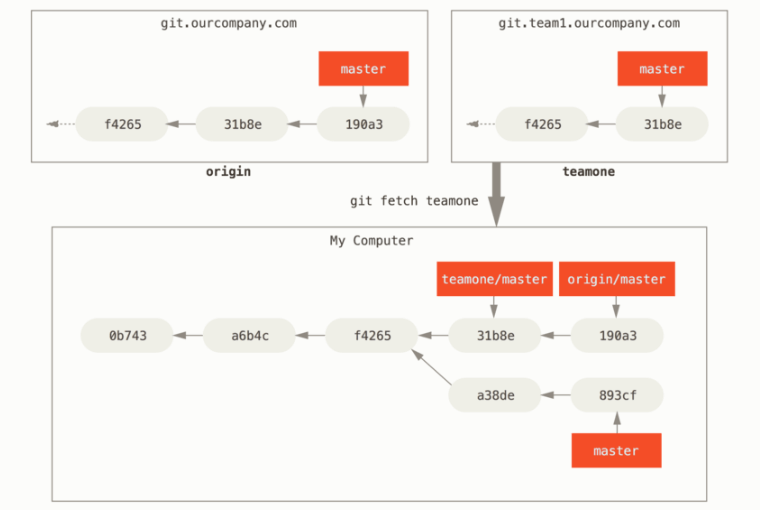 git.ourcompany.com
master
f4265 31b8e 190a3
origin
git.team1.ourcompany.com
master
f4265 31b8e
teamone
git fetch teamone
My Computer
teamone/master origin/master
0b743 a6b4c f4265 31b8e 190a3
a38de 893cf
master